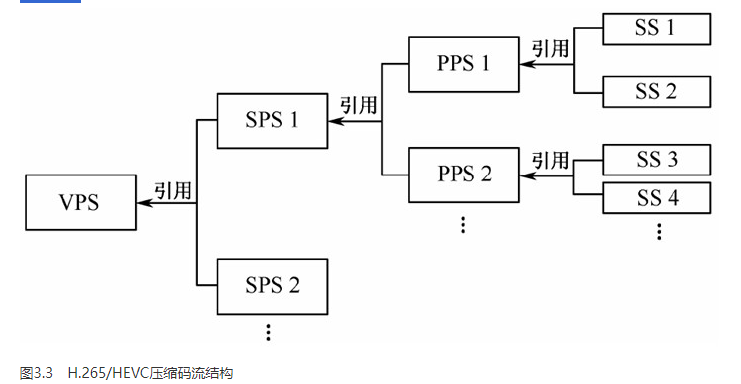 SS 1
PPS 1
引用
SS 2
SPS 1
引用
SS 3
引用
PPS 2
SS 4
VPS
引用
⋮
⋮
SPS 2
⋮
图3.3 H.265/HEVC压缩码流结构